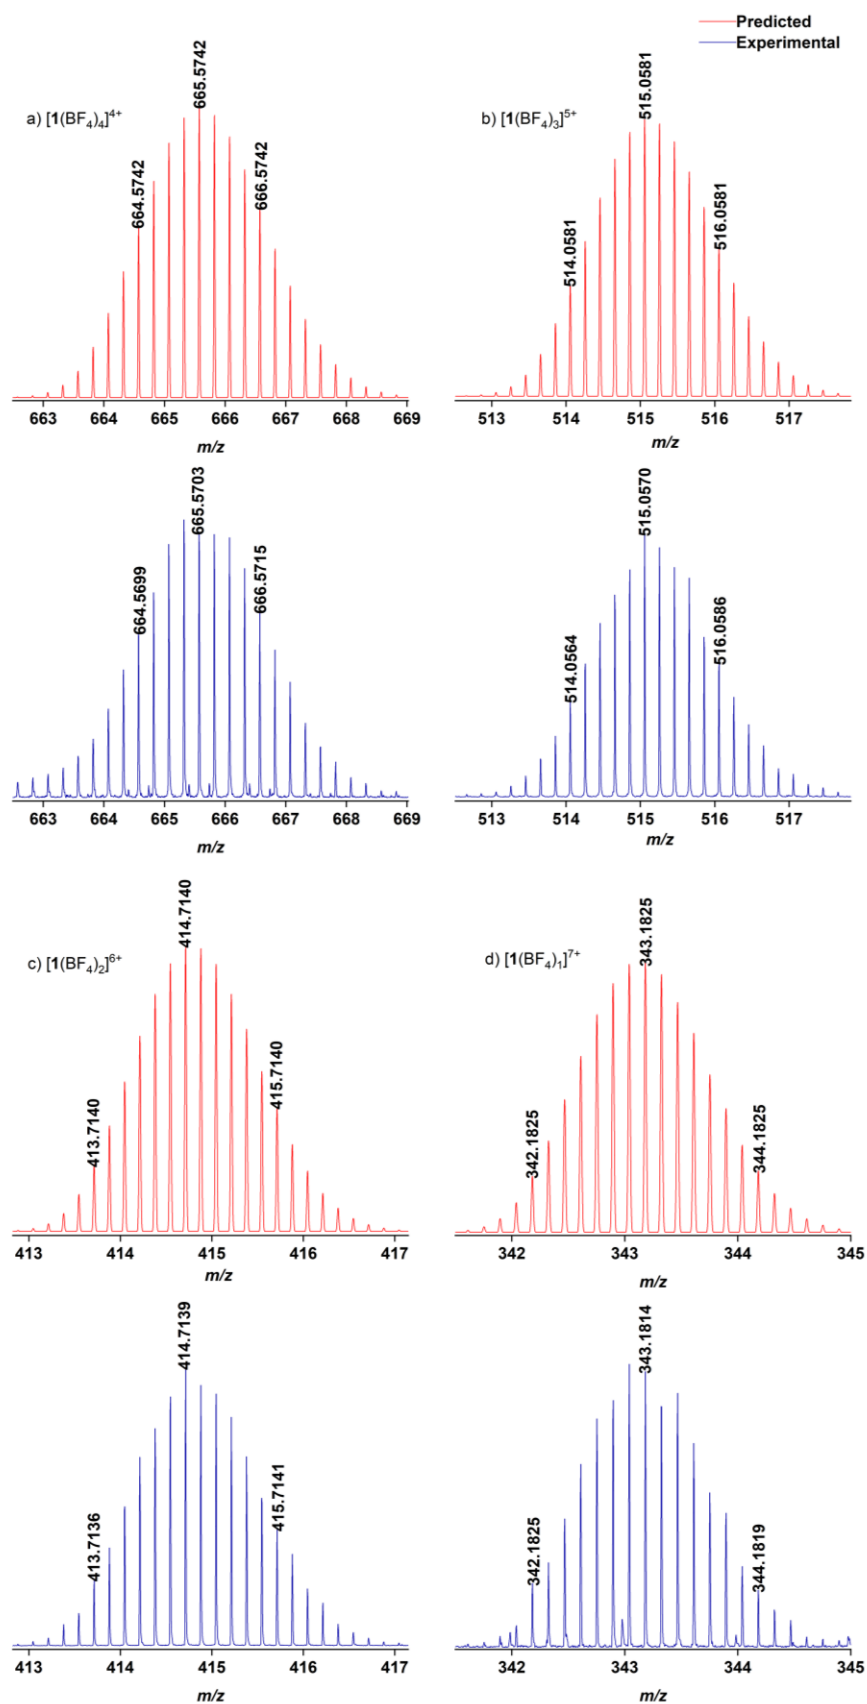 Predicted
Experimental
a) [1(BF₄)₄]⁴⁺
664.5742
665.5742
666.5742
663 664 665 666 667 668 669
m/z
b) [1(BF₄)₃]⁵⁺
514.0581
515.0581
516.0581
513 514 515 516 517
m/z
664.5699
665.5703
666.5715
663 664 665 666 667 668 669
m/z
514.0564
515.0570
516.0586
513 514 515 516 517
m/z
c) [1(BF₄)₂]⁶⁺
413.7140
414.7140
415.7140
413 414 415 416 417
m/z
d) [1(BF₄)₁]⁷⁺
342.1825
343.1825
344.1825
342 343 344 345
m/z
413.7136
414.7139
415.7141
413 414 415 416 417
m/z
342.1825
343.1814
344.1819
342 343 344 345
m/z